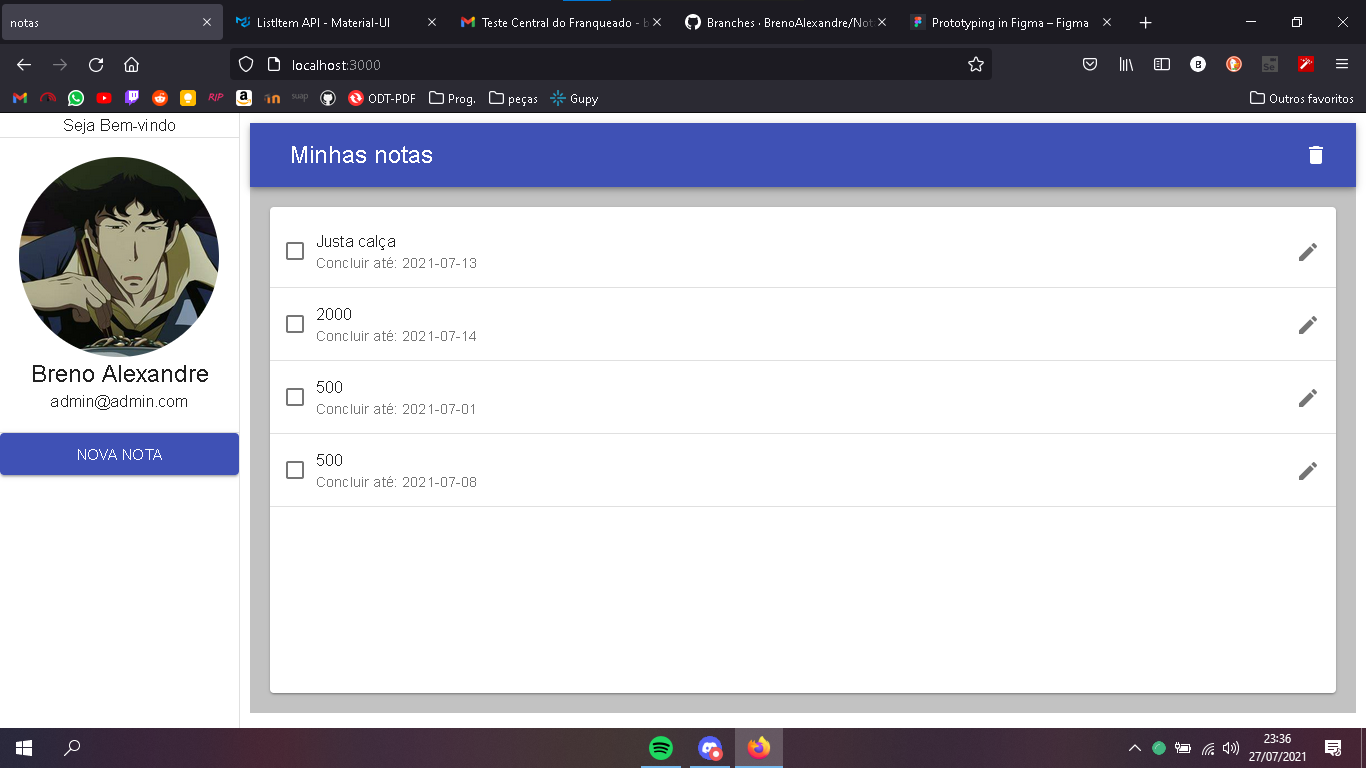 notas
ListItem API - Material-UI
Teste Central do Franqueado - b
Branches · BrenoAlexandre/Not
Prototyping in Figma – Figma
localhost:3000
RIP
suap
ODT-PDF
Prog.
peças
Gupy
Outros favoritos
Seja Bem-vindo
Breno Alexandre
admin@admin.com
NOVA NOTA
Minhas notas
Justa calça
Concluir até: 2021-07-13
2000
Concluir até: 2021-07-14
500
Concluir até: 2021-07-01
500
Concluir até: 2021-07-08
23:36
27/07/2021